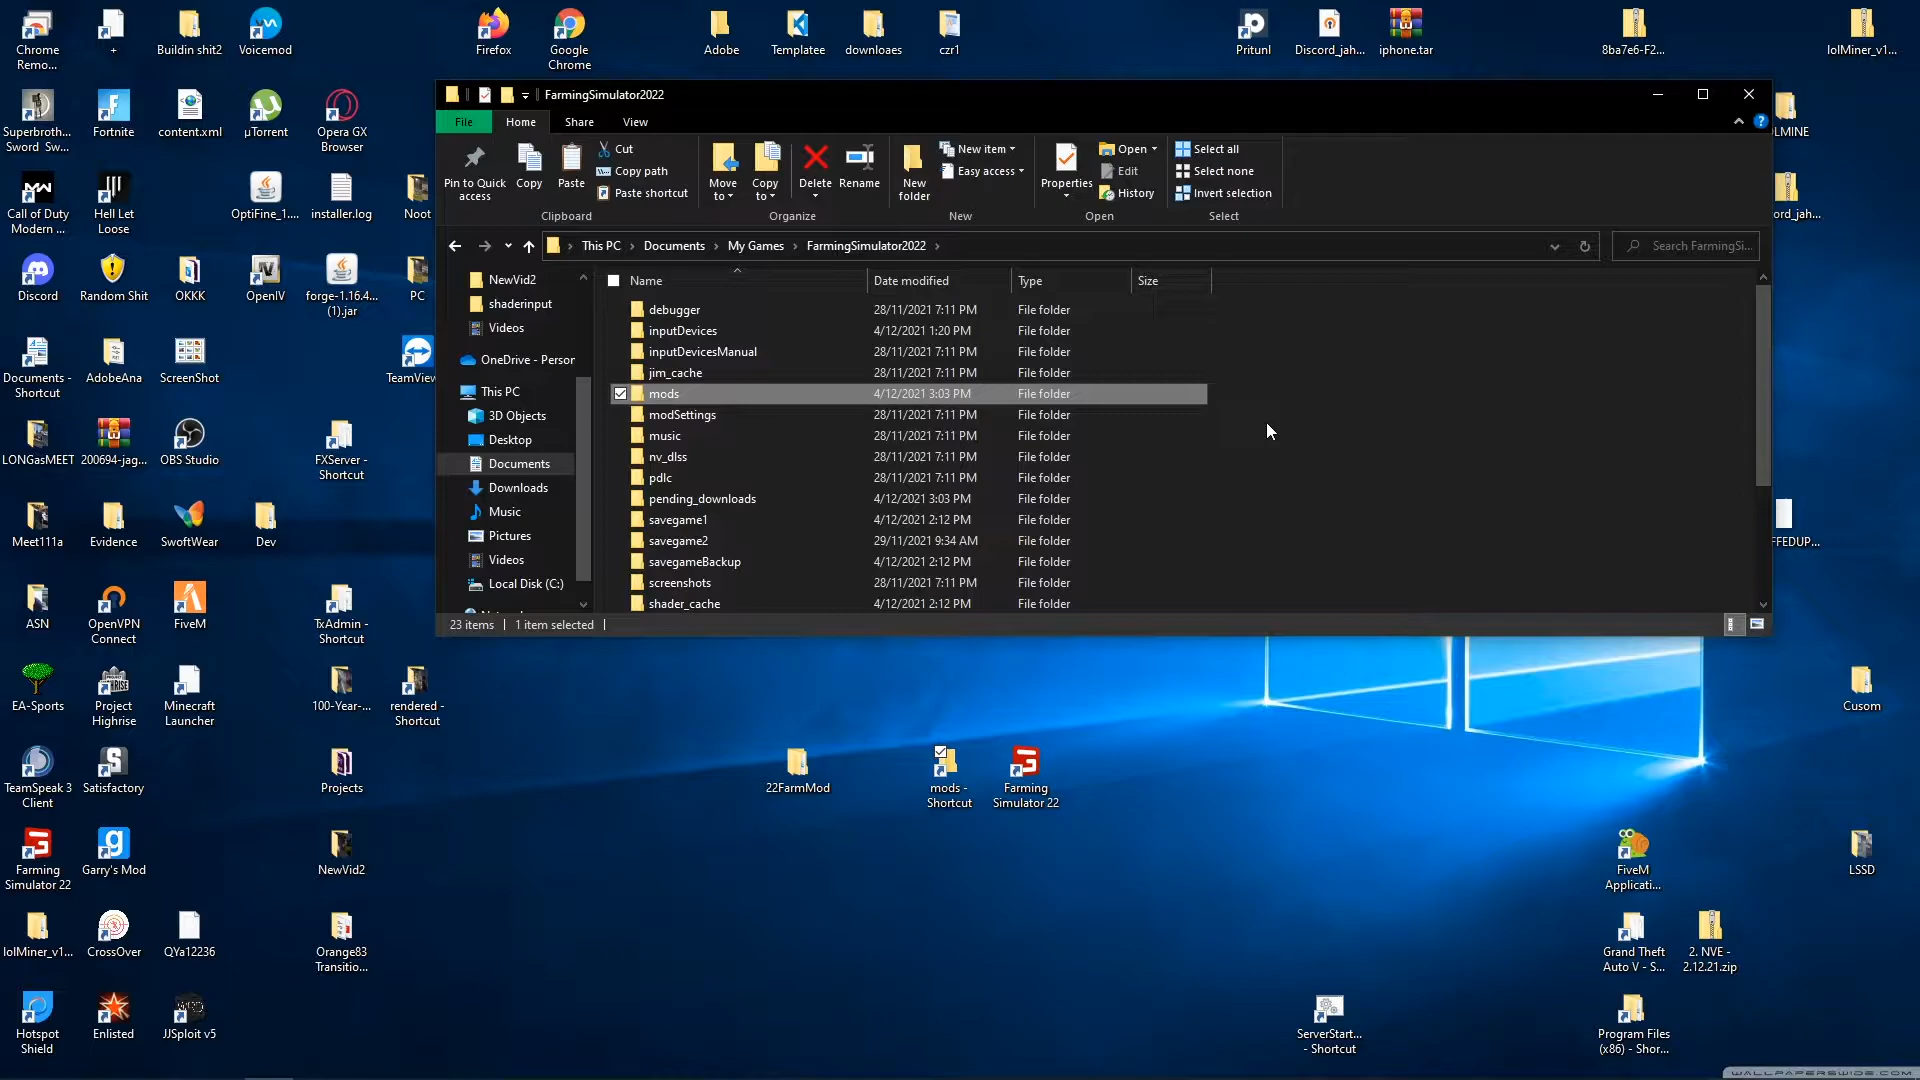 Chrome
Remo...
+
Buildin shit2
Voicemod
Firefox
Google
Chrome
Adobe
Templatee
downloaes
czr1
Pritunl
Discord_jah...
iphone.tar
8ba7e6-F2...
lolMiner_v1...
Superbroth...
Sword Sw...
Fortnite
content.xml
µTorrent
Opera GX
Browser
Call of Duty
Modern ...
Hell Let
Loose
OptiFine_1....
installer.log
Noot
Discord
Random Shit
OKKK
OpenIV
forge-1.16.4...
(1).jar
PC
Documents -
Shortcut
AdobeAna
ScreenShot
TeamView
LONGasMEET
200694-jag...
OBS Studio
FXServer -
Shortcut
Meet111a
Evidence
SwoftWear
Dev
ASN
OpenVPN
Connect
FiveM
TxAdmin -
Shortcut
EA-Sports
Project
Highrise
Minecraft
Launcher
100-Year-...
rendered -
Shortcut
TeamSpeak 3
Client
Satisfactory
Projects
Farming
Simulator 22
Garry's Mod
NewVid2
lolMiner_v1...
CrossOver
QYa12236
Orange83
Transitio...
Hotspot
Shield
Enlisted
JJSploit v5
FarmingSimulator2022
File
Home
Share
View
Pin to Quick
access
Copy
Paste
Cut
Copy path
Paste shortcut
Clipboard
Move
to
Copy
to
Delete
Rename
Organize
New
folder
New item
Easy access
New
Properties
Open
Edit
History
Open
Select all
Select none
Invert selection
Select
This PC
Documents
My Games
FarmingSimulator2022
Search FarmingSi...
NewVid2
shaderinput
Videos
OneDrive - Person
This PC
3D Objects
Desktop
Documents
Downloads
Music
Pictures
Videos
Local Disk (C:)
Name Date modified Type Size
debugger 28/11/2021 7:11 PM File folder
inputDevices 4/12/2021 1:20 PM File folder
inputDevicesManual 28/11/2021 7:11 PM File folder
jim_cache 28/11/2021 7:11 PM File folder
mods 4/12/2021 3:03 PM File folder
modSettings 28/11/2021 7:11 PM File folder
music 28/11/2021 7:11 PM File folder
nv_dlss 28/11/2021 7:11 PM File folder
pdlc 28/11/2021 7:11 PM File folder
pending_downloads 4/12/2021 3:03 PM File folder
savegame1 4/12/2021 2:12 PM File folder
savegame2 29/11/2021 9:34 AM File folder
savegameBackup 4/12/2021 2:12 PM File folder
screenshots 28/11/2021 7:11 PM File folder
shader_cache 4/12/2021 2:12 PM File folder
23 items
1 item selected
LMINE
ord_jah...
FFEDUP...
Cusom
22FarmMod
mods -
Shortcut
Farming
Simulator 22
FiveM
Applicati...
LSSD
Grand Theft
Auto V - S...
2. NVE -
2.12.21.zip
ServerStart...
- Shortcut
Program Files
(x86) - Shor...
WALLPAPERSWIDE.COM